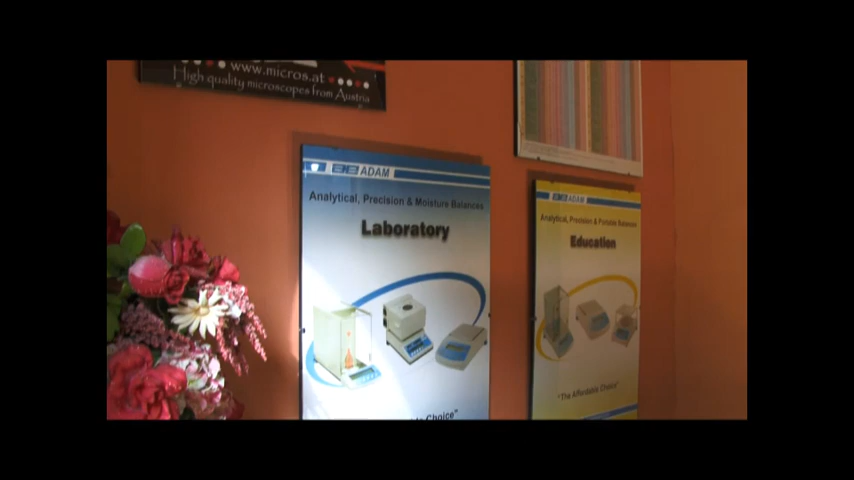 www.micros.at
High quality microscopes from Austria
ADAM
Analytical, Precision & Moisture Balances
Laboratory
Choice"
ADAM
Analytical, Precision & Portable Balances
Education
"The Affordable Choice"